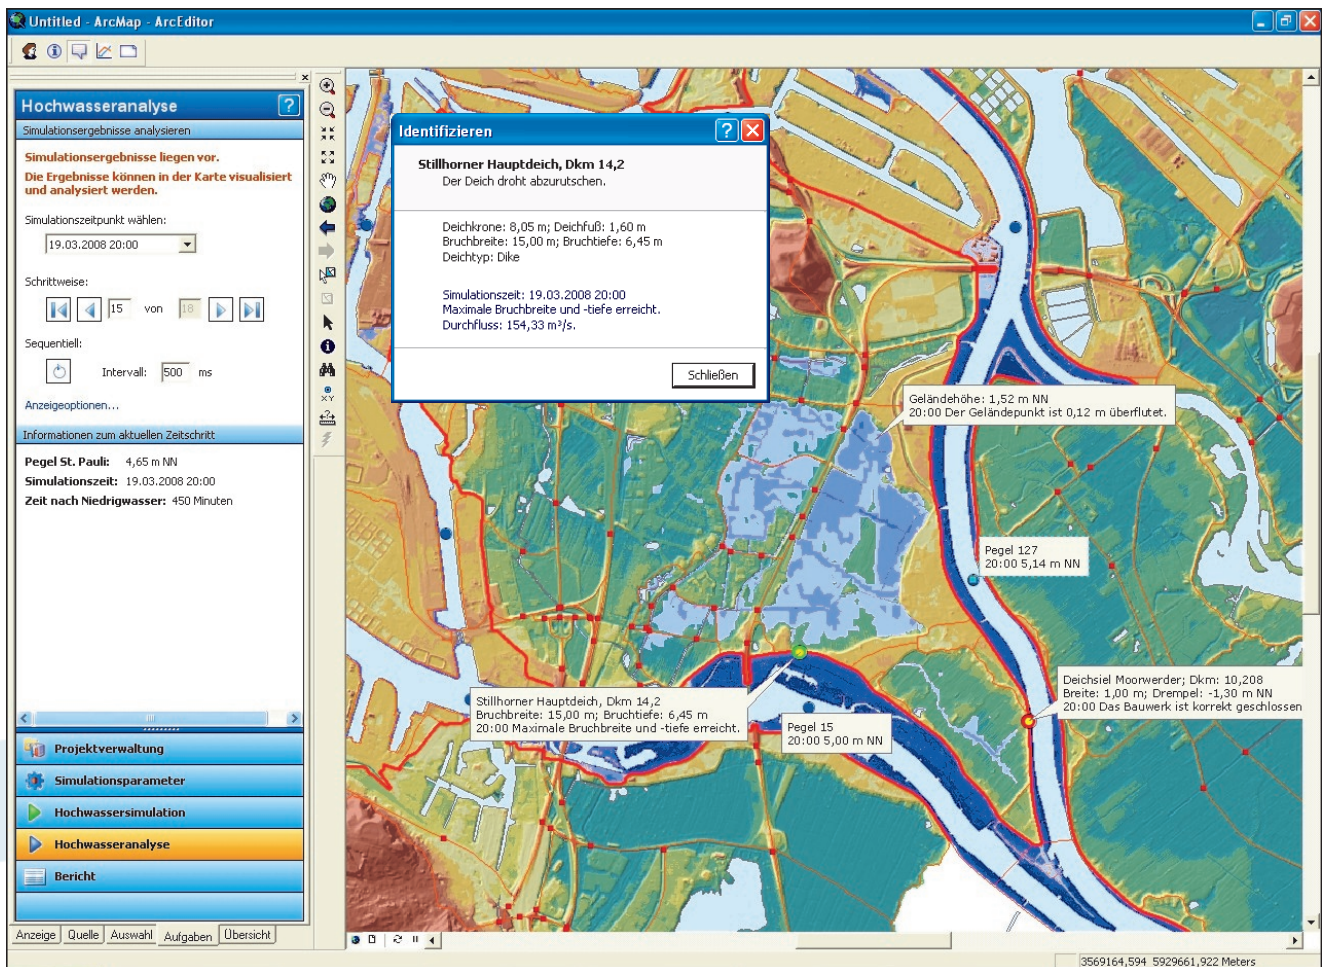 Untitled - ArcMap - ArcEditor
Hochwasseranalyse
?
Simulationsergebnisse analysieren
Simulationsergebnisse liegen vor.
Die Ergebnisse können in der Karte visualisiert
und analysiert werden.
Simulationszeitpunkt wählen:
19.03.2008 20:00
Schrittweise:
15 von 18
Sequentiell:
Intervall: 500 ms
Anzeigeoptionen...
Informationen zum aktuellen Zeitschritt
Pegel St. Pauli: 4,65 m NN
Simulationszeit: 19.03.2008 20:00
Zeit nach Niedrigwasser: 450 Minuten
Projektverwaltung
Simulationsparameter
Hochwassersimulation
Hochwasseranalyse
Bericht
Anzeige Quelle Auswahl Aufgaben Übersicht
XY
Identifizieren
?
Stillhorner Hauptdeich, Dkm 14,2
Der Deich droht abzurutschen.
Deichkrone: 8,05 m; Deichfuß: 1,60 m
Bruchbreite: 15,00 m; Bruchtiefe: 6,45 m
Deichtyp: Dike
Simulationszeit: 19.03.2008 20:00
Maximale Bruchbreite und -tiefe erreicht.
Durchfluss: 154,33 m³/s.
Schließen
Geländehöhe: 1,52 m NN
20:00 Der Geländepunkt ist 0,12 m überflutet.
Pegel 127
20:00 5,14 m NN
Deichsiel Moorwerder; Dkm: 10,208
Breite: 1,00 m; Drempel: -1,30 m NN
20:00 Das Bauwerk ist korrekt geschlossen
Stillhorner Hauptdeich, Dkm 14,2
Bruchbreite: 15,00 m; Bruchtiefe: 6,45 m
20:00 Maximale Bruchbreite und -tiefe erreicht.
Pegel 15
20:00 5,00 m NN
3569164,594 5929661,922 Meters